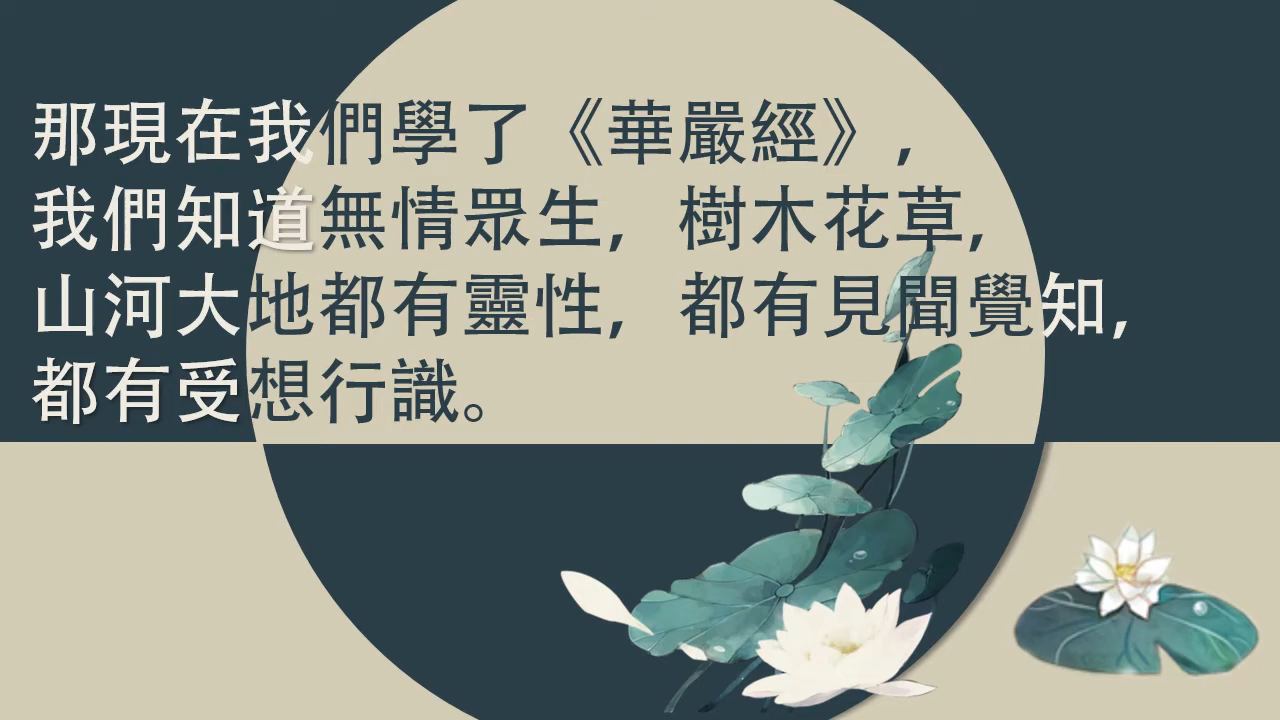 那現在我們學了《華嚴經》，
我們知道無情眾生，樹木花草，
山河大地都有靈性，都有見聞覺知，
都有受想行識。